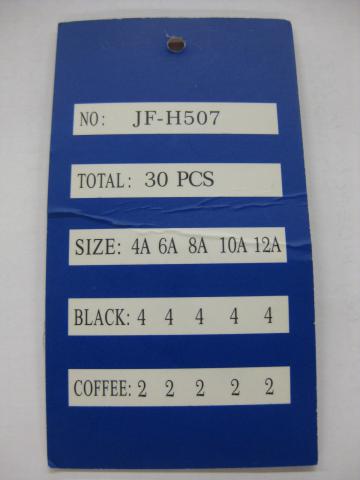 NO: JF-H507
TOTAL: 30 PCS
SIZE: 4A 6A 8A 10A 12A
BLACK: 4 4 4 4 4
COFFEE: 2 2 2 2 2